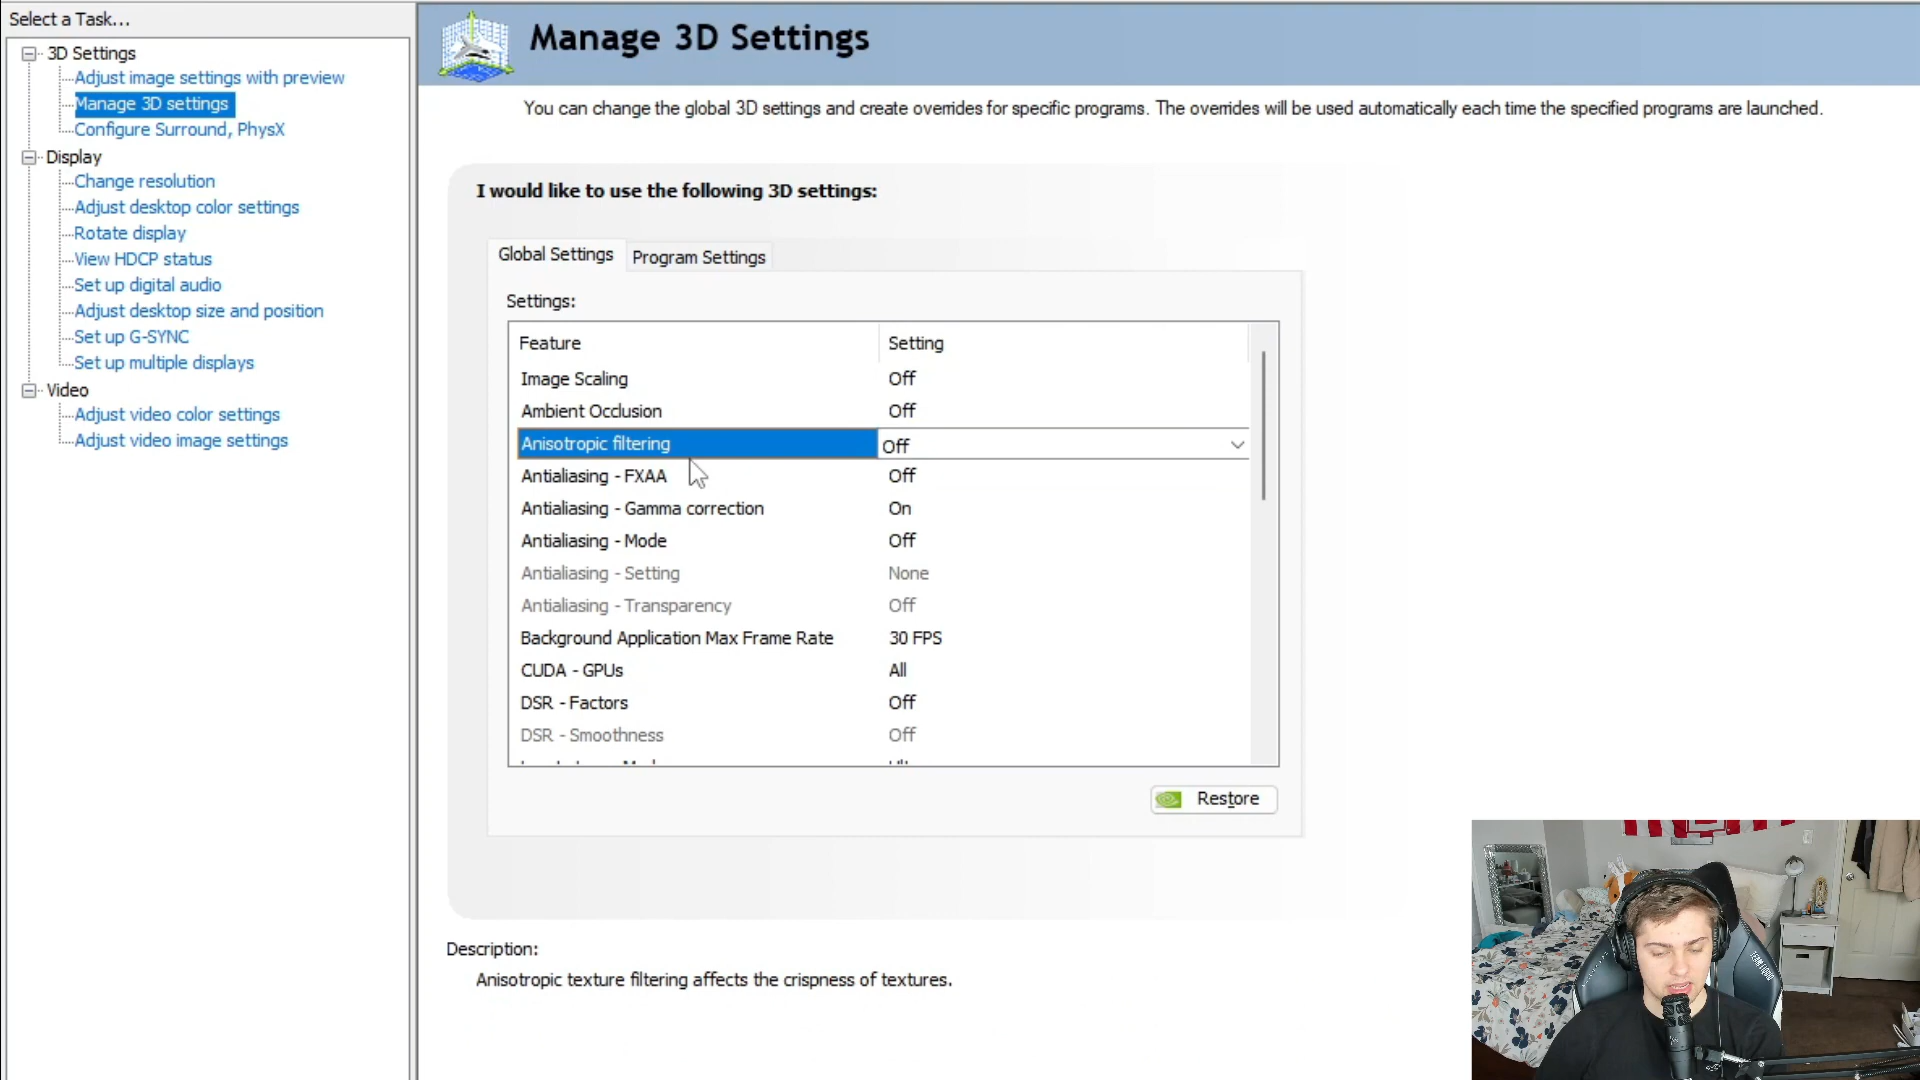 Select a Task...
3D Settings
Adjust image settings with preview
Manage 3D settings
Configure Surround, PhysX
Display
Change resolution
Adjust desktop color settings
Rotate display
View HDCP status
Set up digital audio
Adjust desktop size and position
Set up G-SYNC
Set up multiple displays
Video
Adjust video color settings
Adjust video image settings
Manage 3D Settings
You can change the global 3D settings and create overrides for specific programs. The overrides will be used automatically each time the specified programs are launched.
I would like to use the following 3D settings:
Global Settings Program Settings
Settings:
Feature Setting
Image Scaling Off
Ambient Occlusion Off
Anisotropic filtering Off
Antialiasing - FXAA Off
Antialiasing - Gamma correction On
Antialiasing - Mode Off
Antialiasing - Setting None
Antialiasing - Transparency Off
Background Application Max Frame Rate 30 FPS
CUDA - GPUs All
DSR - Factors Off
DSR - Smoothness Off
Restore
Description:
Anisotropic texture filtering affects the crispness of textures.